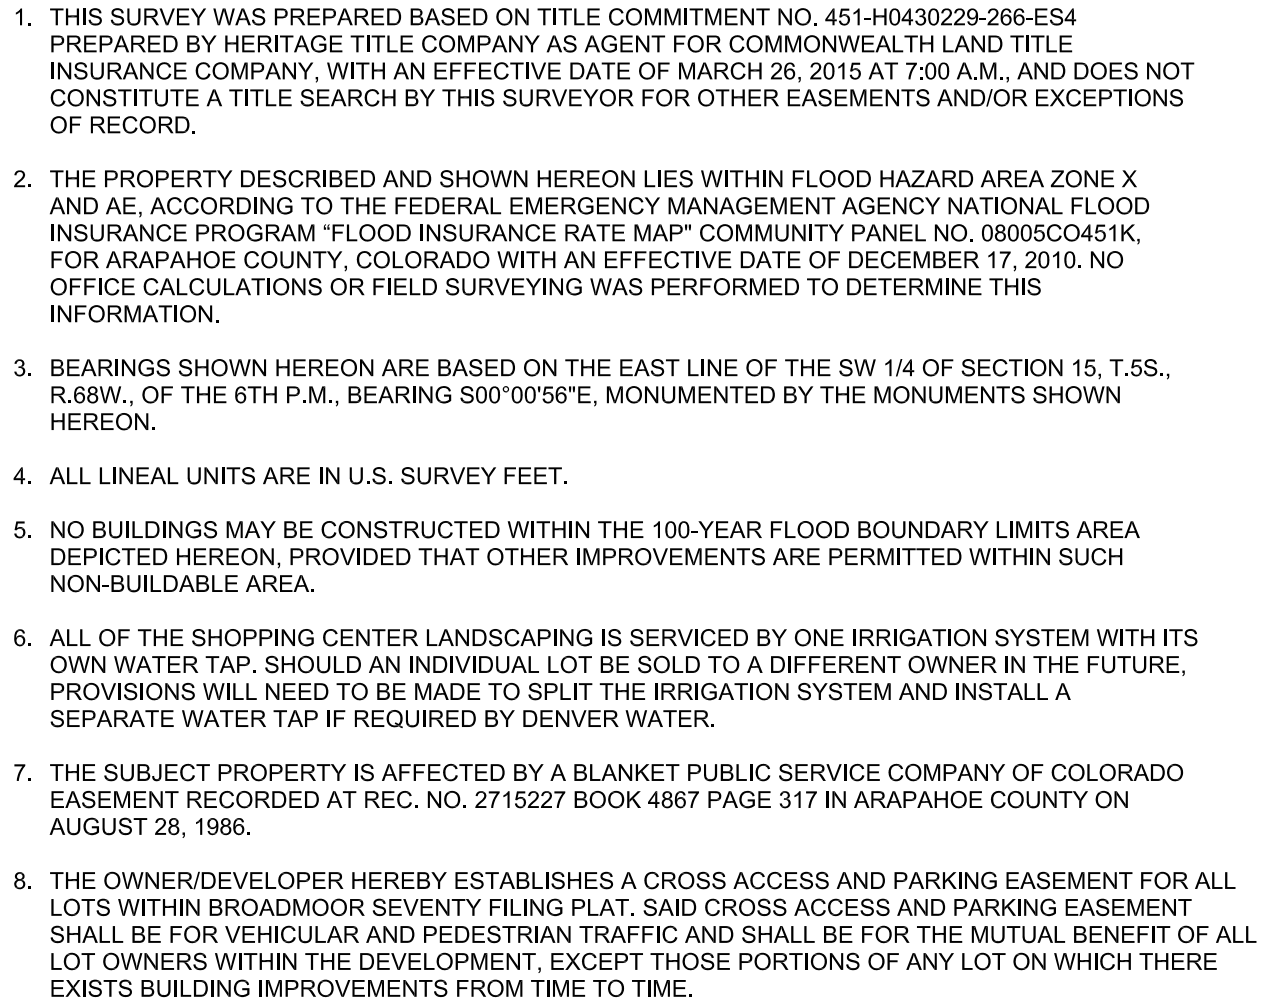 1. THIS SURVEY WAS PREPARED BASED ON TITLE COMMITMENT NO. 451-H0430229-266-ES4
PREPARED BY HERITAGE TITLE COMPANY AS AGENT FOR COMMONWEALTH LAND TITLE
INSURANCE COMPANY, WITH AN EFFECTIVE DATE OF MARCH 26, 2015 AT 7:00 A.M., AND DOES NOT
CONSTITUTE A TITLE SEARCH BY THIS SURVEYOR FOR OTHER EASEMENTS AND/OR EXCEPTIONS
OF RECORD.
2. THE PROPERTY DESCRIBED AND SHOWN HEREON LIES WITHIN FLOOD HAZARD AREA ZONE X
AND AE, ACCORDING TO THE FEDERAL EMERGENCY MANAGEMENT AGENCY NATIONAL FLOOD
INSURANCE PROGRAM “FLOOD INSURANCE RATE MAP" COMMUNITY PANEL NO. 08005CO451K,
FOR ARAPAHOE COUNTY, COLORADO WITH AN EFFECTIVE DATE OF DECEMBER 17, 2010. NO
OFFICE CALCULATIONS OR FIELD SURVEYING WAS PERFORMED TO DETERMINE THIS
INFORMATION.
3. BEARINGS SHOWN HEREON ARE BASED ON THE EAST LINE OF THE SW 1/4 OF SECTION 15, T.5S.,
R.68W., OF THE 6TH P.M., BEARING S00°00'56"E, MONUMENTED BY THE MONUMENTS SHOWN
HEREON.
4. ALL LINEAL UNITS ARE IN U.S. SURVEY FEET.
5. NO BUILDINGS MAY BE CONSTRUCTED WITHIN THE 100-YEAR FLOOD BOUNDARY LIMITS AREA
DEPICTED HEREON, PROVIDED THAT OTHER IMPROVEMENTS ARE PERMITTED WITHIN SUCH
NON-BUILDABLE AREA.
6. ALL OF THE SHOPPING CENTER LANDSCAPING IS SERVICED BY ONE IRRIGATION SYSTEM WITH ITS
OWN WATER TAP. SHOULD AN INDIVIDUAL LOT BE SOLD TO A DIFFERENT OWNER IN THE FUTURE,
PROVISIONS WILL NEED TO BE MADE TO SPLIT THE IRRIGATION SYSTEM AND INSTALL A
SEPARATE WATER TAP IF REQUIRED BY DENVER WATER.
7. THE SUBJECT PROPERTY IS AFFECTED BY A BLANKET PUBLIC SERVICE COMPANY OF COLORADO
EASEMENT RECORDED AT REC. NO. 2715227 BOOK 4867 PAGE 317 IN ARAPAHOE COUNTY ON
AUGUST 28, 1986.
8. THE OWNER/DEVELOPER HEREBY ESTABLISHES A CROSS ACCESS AND PARKING EASEMENT FOR ALL
LOTS WITHIN BROADMOOR SEVENTY FILING PLAT. SAID CROSS ACCESS AND PARKING EASEMENT
SHALL BE FOR VEHICULAR AND PEDESTRIAN TRAFFIC AND SHALL BE FOR THE MUTUAL BENEFIT OF ALL
LOT OWNERS WITHIN THE DEVELOPMENT, EXCEPT THOSE PORTIONS OF ANY LOT ON WHICH THERE
EXISTS BUILDING IMPROVEMENTS FROM TIME TO TIME.